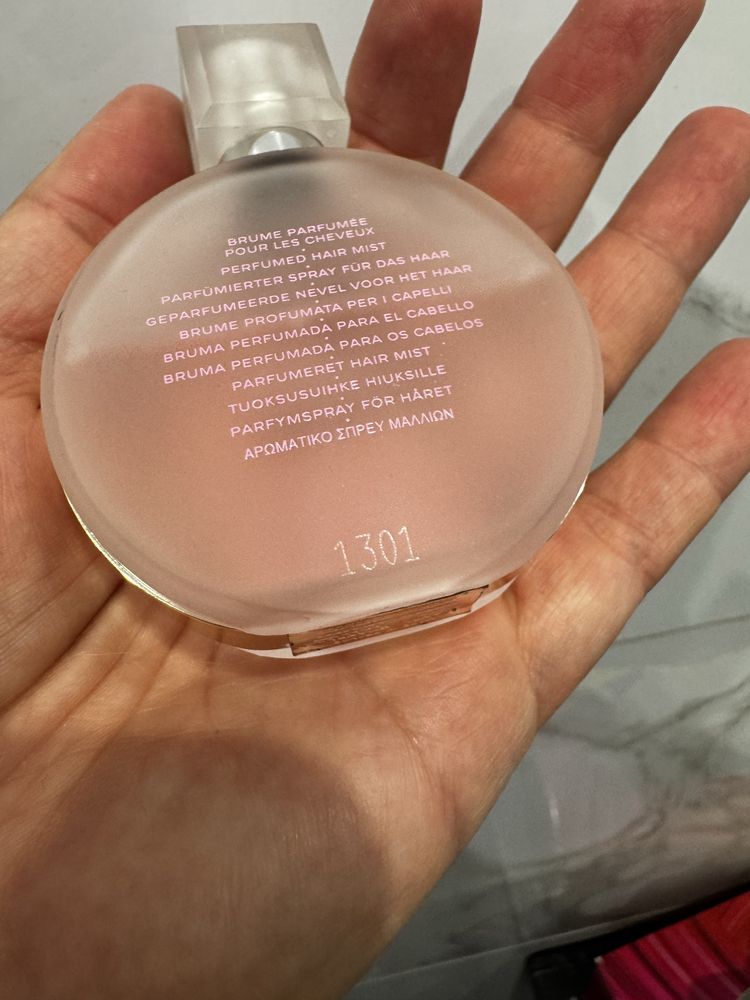 BRUME PARFUMÉE
POUR LES CHEVEUX
PERFUMED HAIR MIST
PARFÜMIERTER SPRAY FÜR DAS HAAR
GEPARFUMEERDE NEVEL VOOR HET HAAR
BRUME PROFUMATA PER I CAPELLI
BRUMA PERFUMADA PARA EL CABELLO
BRUMA PERFUMADA PARA OS CABELOS
PARFUMERET HAIR MIST
TUOKSUSUIHKE HIUKSILLE
PARFYMSPRAY FÖR HÅRET
ΑΡΩΜΑΤΙΚΟ ΣΠΡΕΥ ΜΑΛΛΙΩΝ
1301